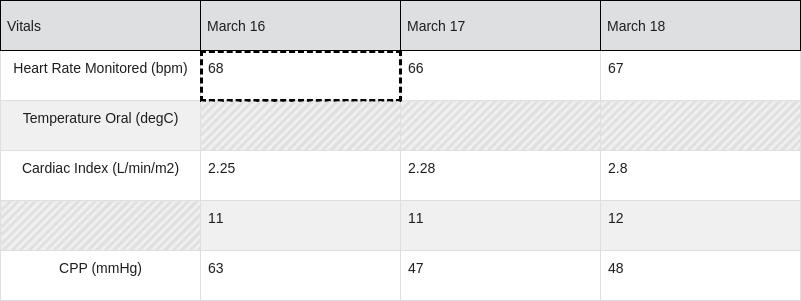 Vitals March 16 March 17 March 18
Heart Rate Monitored (bpm) 68 66 67
Temperature Oral (degC)
Cardiac Index (L/min/m2) 2.25 2.28 2.8
11 11 12
CPP (mmHg) 63 47 48